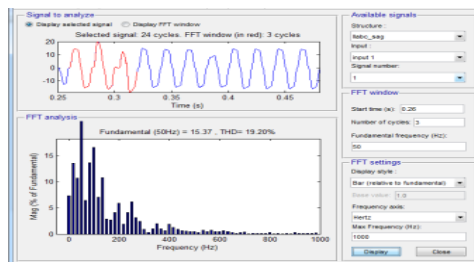 Signal to analyze
Display selected signal Display FFT window
Selected signal: 24 cycles. FFT window (in red): 3 cycles
20
10
0
-10
0.25 0.3 0.35 0.4 0.45
Time (s)
FFT analysis
Fundamental (50Hz) = 15.37 , THD= 19.20%
Mag (% of Fundamental)
15
10
5
0
0 200 400 600 800 1000
Frequency (Hz)
Available signals
Structure :
Input :
input 1
Signal number:
1
FFT window
Start time (s): 0.26
Number of cycles: 3
Fundamental frequency (Hz):
50
FFT settings
Display style :
Bar (relative to fundamental)
Base value: 1.0
Frequency axis:
Hertz
Max Frequency (Hz):
1000
Display Close